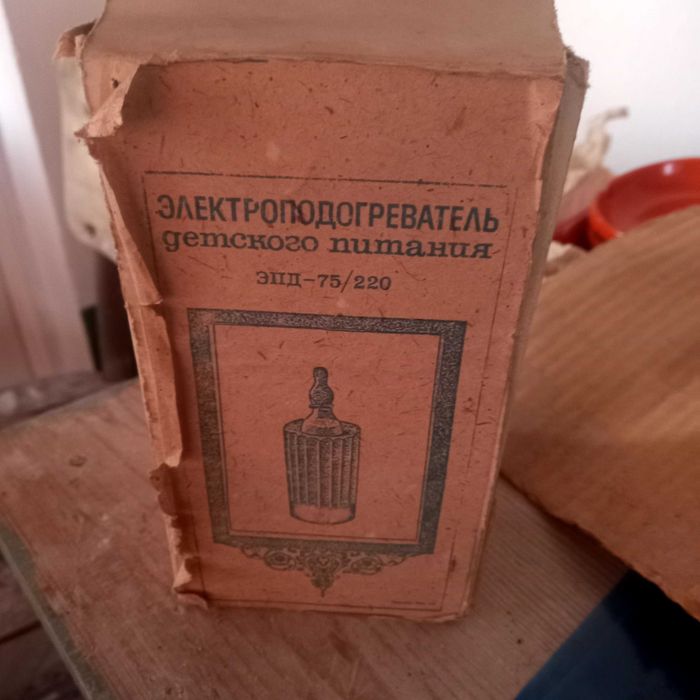 ЭЛЕКТРОПОДОГРЕВАТЕЛЬ
детского питания
ЭПД-75/220